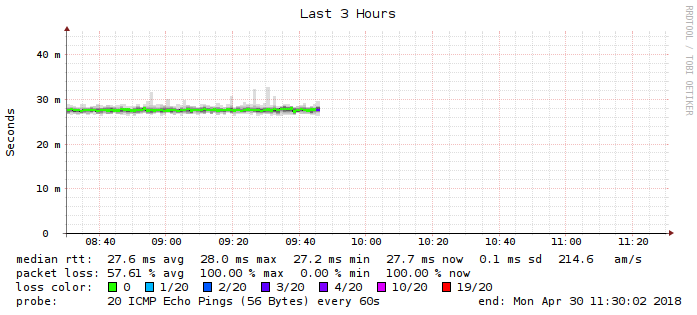 Last 3 Hours
RRDTOOL / TOBI OETIKER
Seconds
40 m
30 m
20 m
10 m
0
08:40 09:00 09:20 09:40 10:00 10:20 10:40 11:00 11:20
median rtt: 27.6 ms avg 28.0 ms max 27.2 ms min 27.7 ms now 0.1 ms sd 214.6 am/s
packet loss: 57.61 % avg 100.00 % max 0.00 % min 100.00 % now
loss color: 0 1/20 2/20 3/20 4/20 10/20 19/20
probe: 20 ICMP Echo Pings (56 Bytes) every 60s end: Mon Apr 30 11:30:02 2018